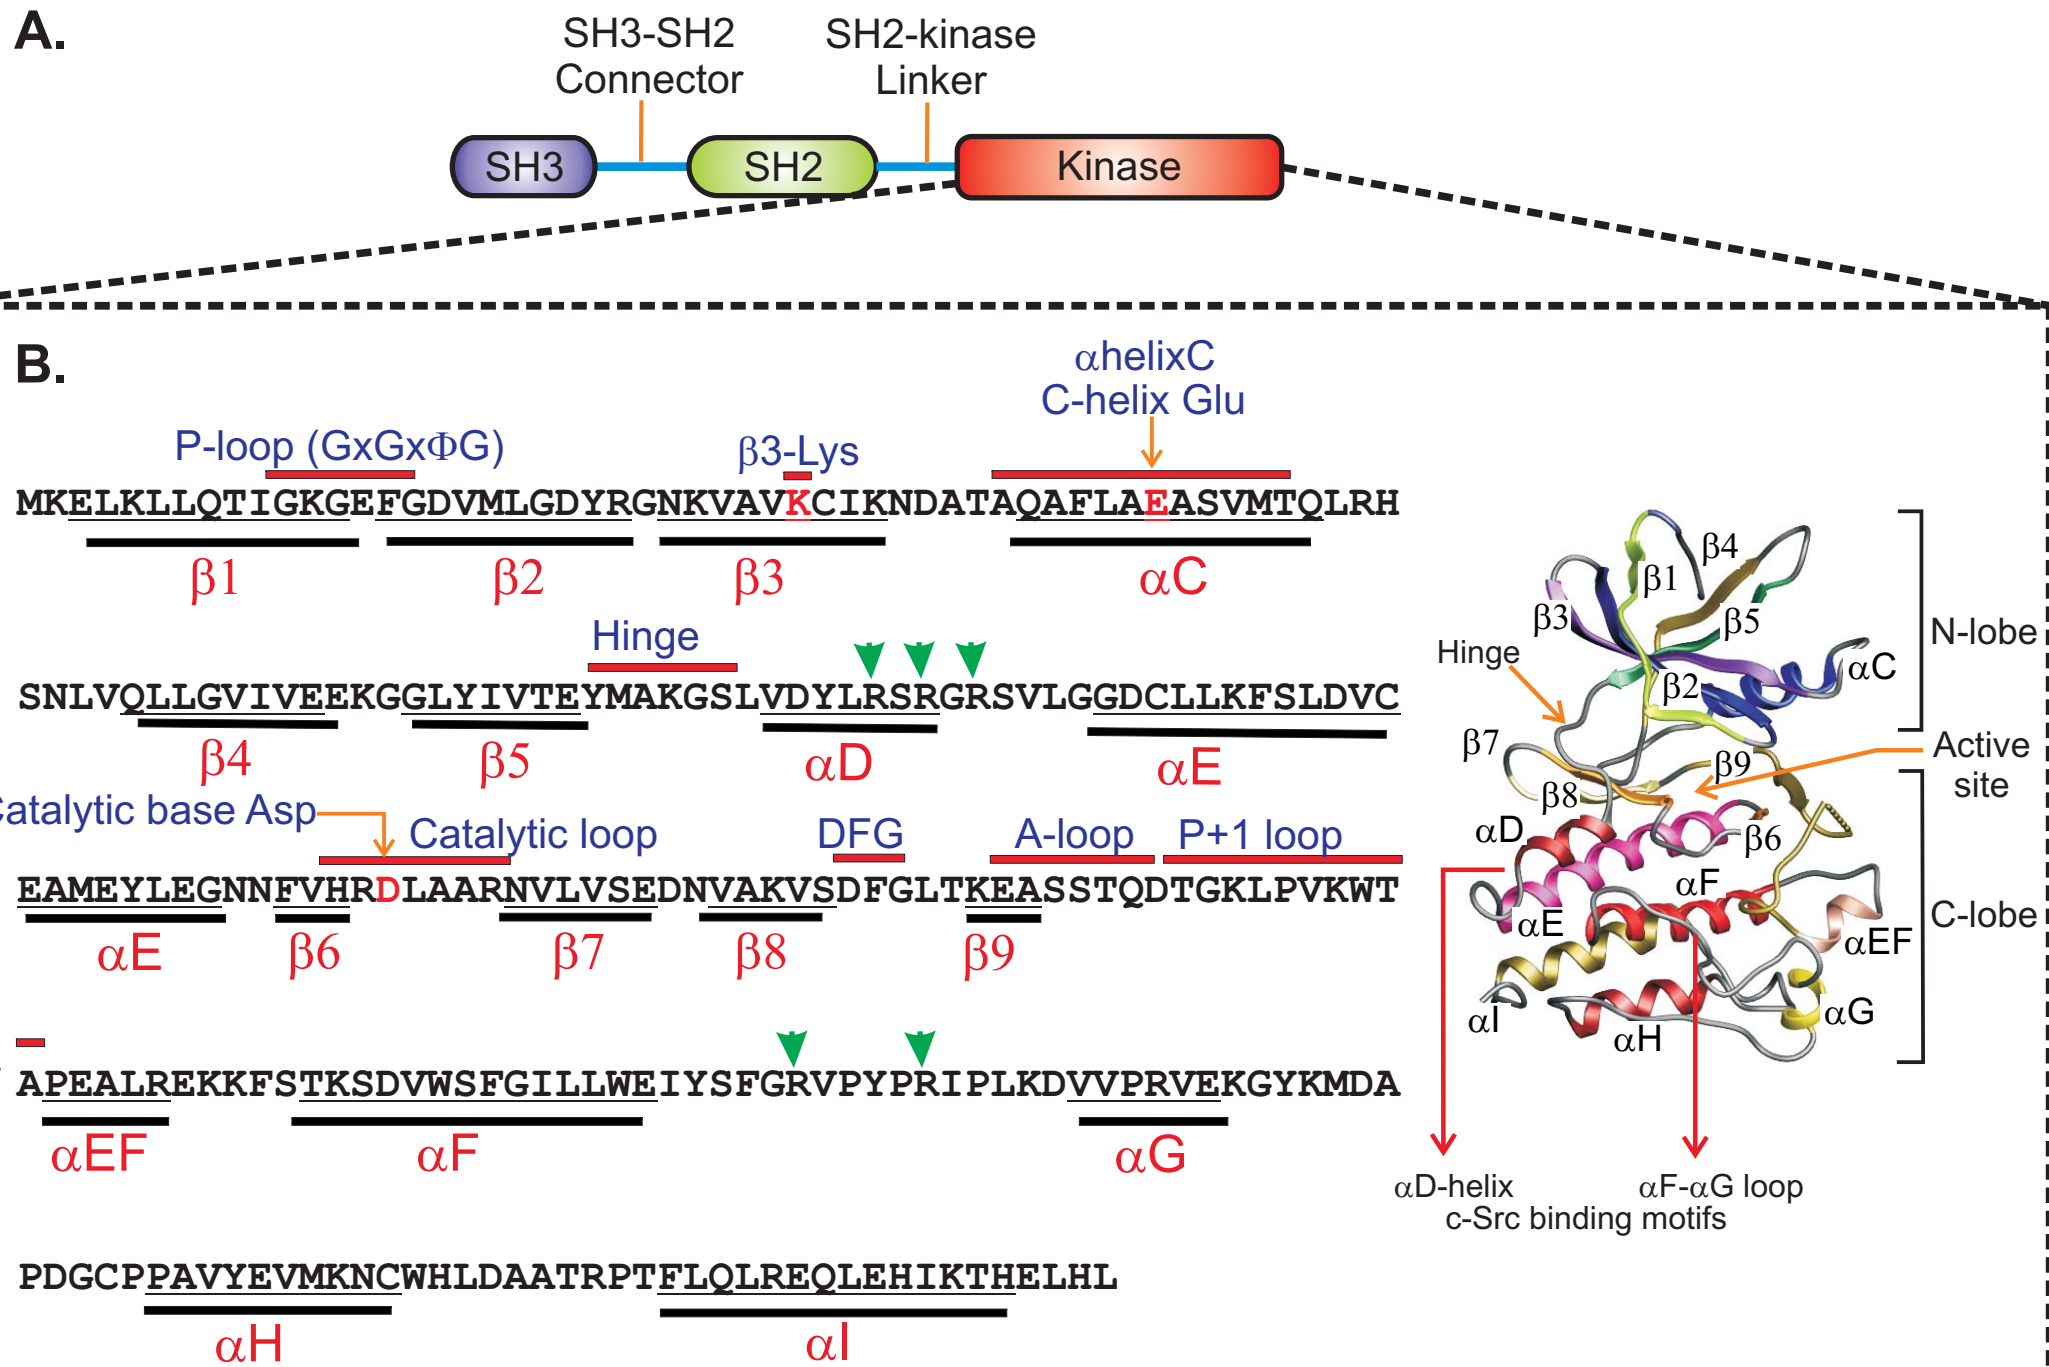 A.
SH3-SH2
Connector
SH2-kinase
Linker
SH3
SH2
Kinase
B.
αhelixC
C-helix Glu
P-loop (GxGxΦG)
β3-Lys
MKELKLLQTIGKGEFGDVMLGDYRGNKVAVKCIKNDATAQAFLAEASVMTQLRH
β1
β2
β3
αC
Hinge
SNLVQLLGVIVEEKGGLYIVTEYMAKGSLVDYLRSRGRSVLGGDCLLKFSLDVC
β4
β5
αD
αE
Catalytic base Asp
Catalytic loop
DFG
A-loop
P+1 loop
EAMEYLEGNNFVHRDLAARNVLVSEDNVAKVSDFGLTKEASSTQDTGKLPVKWT
αE
β6
β7
β8
β9
APEALREKKFSTKSDVWSFGILLWEIYSFGRVPYPRIPLKDVVPRVEKGYKMDA
αEF
αF
αG
PDGCPPAVYEVMKNCWHLDAATRPTFLQLREQLEHIKTHELHL
αH
αI
β4
β1
β3
β5
N-lobe
Hinge
αC
β2
β7
Active
site
β9
β8
αD
β6
αF
αE
C-lobe
αEF
αI
αG
αH
αD-helix
αF-αG loop
c-Src binding motifs